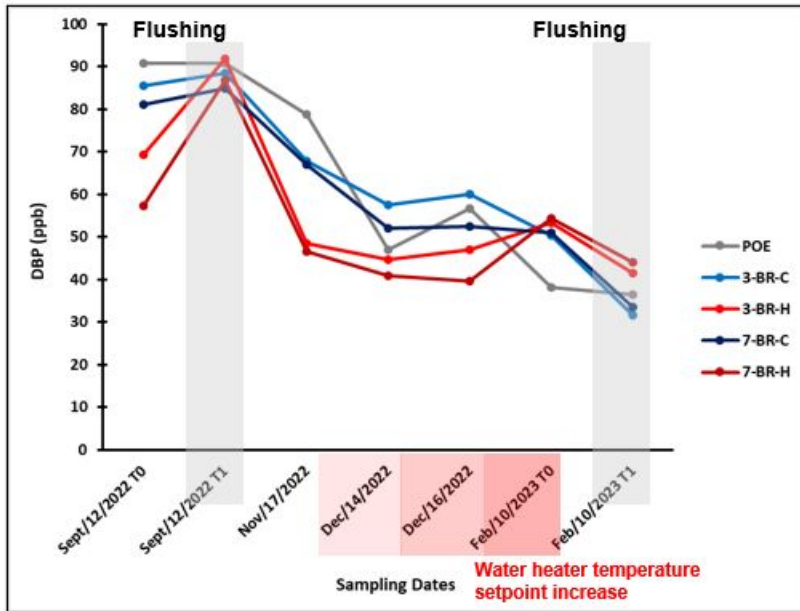 Flushing
Flushing
100
90
80
70
60
50
40
30
20
10
0
DBP (ppb)
POE
3-BR-C
3-BR-H
7-BR-C
7-BR-H
Sept/12/2022 T0
Sept/12/2022 T1
Nov/17/2022
Dec/14/2022
Dec/16/2022
Feb/10/2023 T0
Feb/10/2023 T1
Sampling Dates
Water heater temperature
setpoint increase